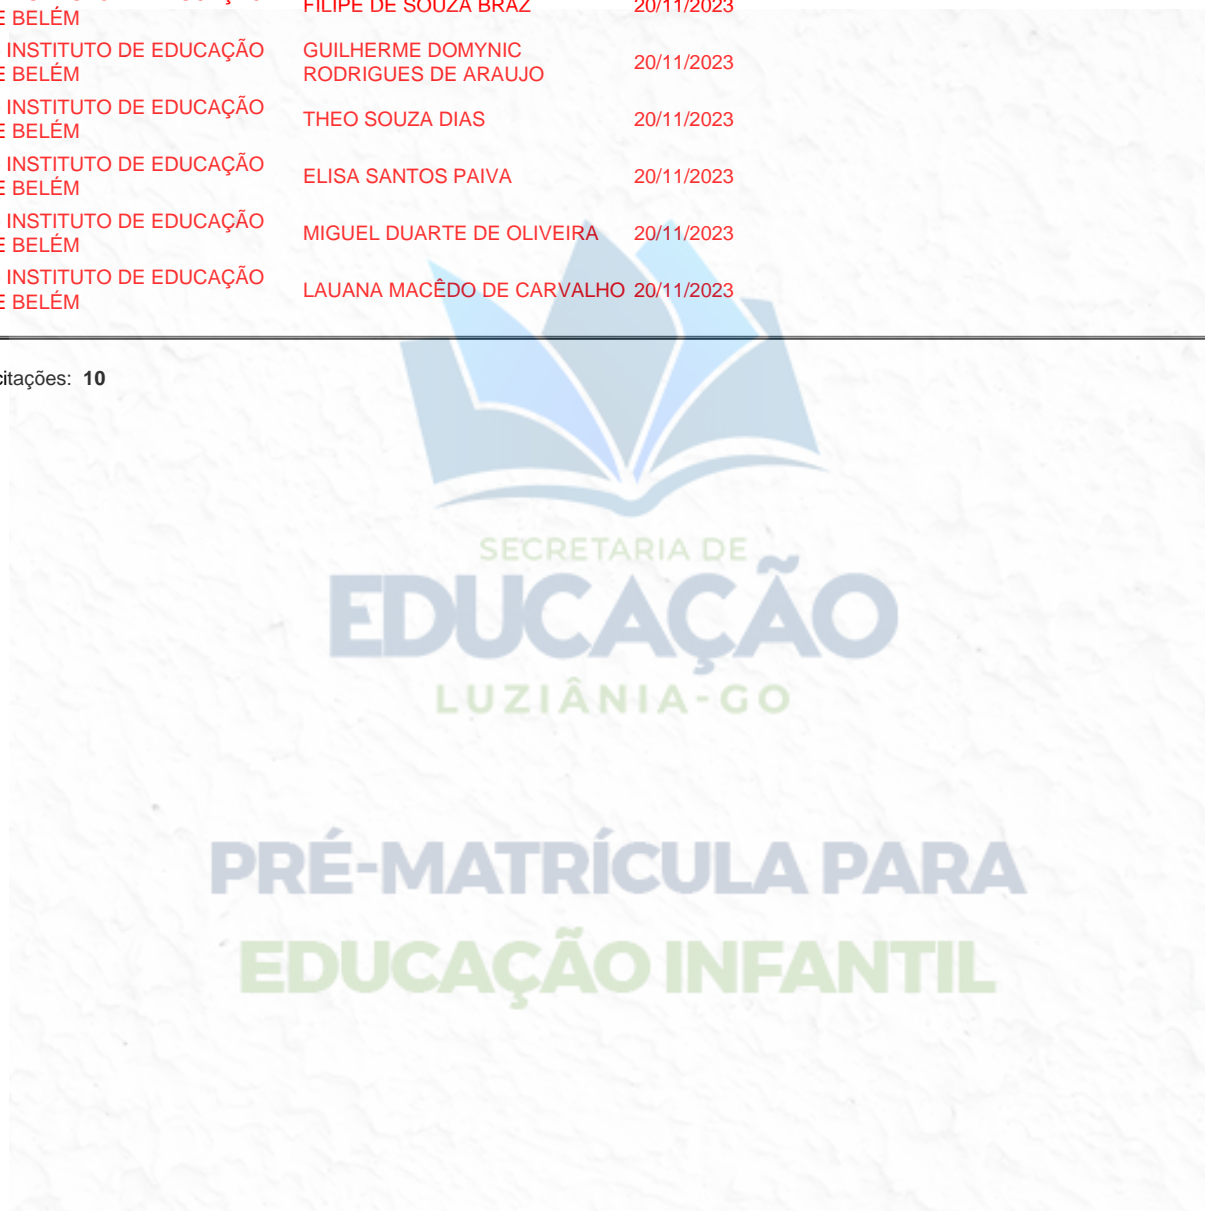 FILIPE DE SOUZA BRAZ 20/11/2023
E BELÉM
INSTITUTO DE EDUCAÇÃO
E BELÉM
GUILHERME DOMYNIC
RODRIGUES DE ARAUJO
20/11/2023
INSTITUTO DE EDUCAÇÃO
E BELÉM
THEO SOUZA DIAS
20/11/2023
INSTITUTO DE EDUCAÇÃO
E BELÉM
ELISA SANTOS PAIVA
20/11/2023
INSTITUTO DE EDUCAÇÃO
E BELÉM
MIGUEL DUARTE DE OLIVEIRA
20/11/2023
INSTITUTO DE EDUCAÇÃO
E BELÉM
LAUANA MACÊDO DE CARVALHO
20/11/2023
citações: 10
SECRETARIA DE
EDUCAÇÃO
LUZIÂNIA-GO
PRÉ-MATRÍCULA PARA
EDUCAÇÃO INFANTIL